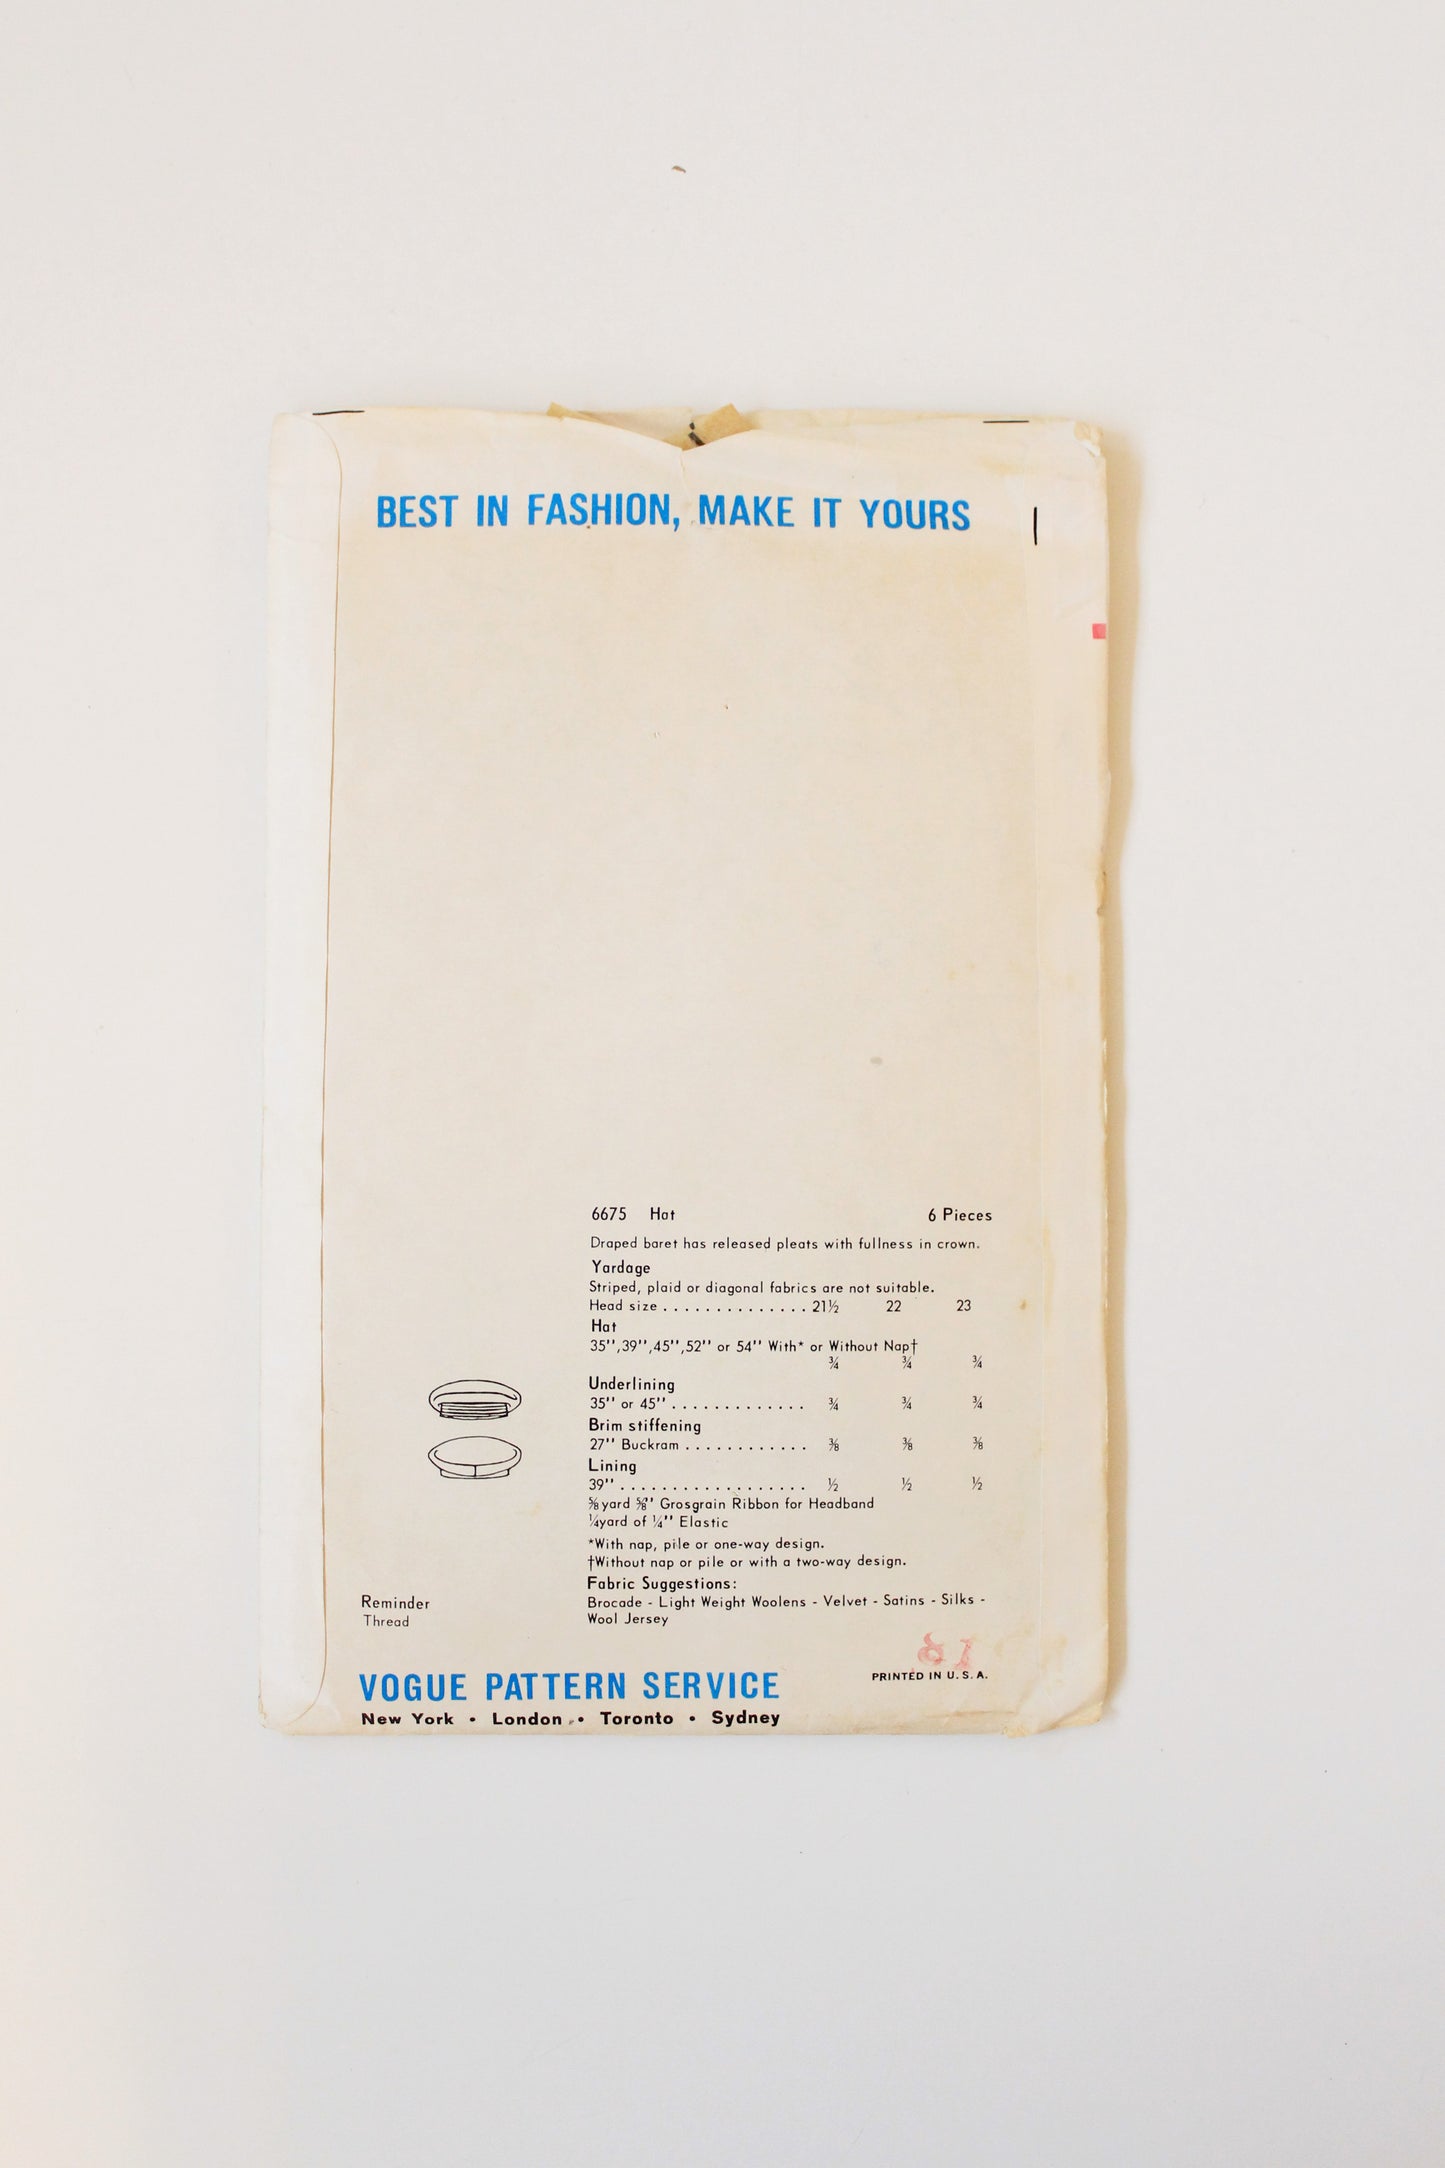 BEST IN FASHION, MAKE IT YOURS
6675 Hat 6 Pieces
Draped baret has released pleats with fullness in crown.
Yardage
Striped, plaid or diagonal fabrics are not suitable.
Head size . . . . . . . . . . . . . . 21½ 22 23
Hat
35'',39'',45'',52'' or 54'' With* or Without Nap†
¾ ¾ ¾
Underlining
35'' or 45'' . . . . . . . . . . . . . ¾ ¾ ¾
Brim stiffening
27'' Buckram . . . . . . . . . . . . ⅜ ⅜ ⅜
Lining
39'' . . . . . . . . . . . . . . . . . . ½ ½ ½
⅝ yard ⅝'' Grosgrain Ribbon for Headband
¼yard of ¼'' Elastic
*With nap, pile or one-way design.
†Without nap or pile or with a two-way design.
Fabric Suggestions:
Brocade - Light Weight Woolens - Velvet - Satins - Silks -
Wool Jersey
Reminder
Thread
PRINTED IN U.S.A.
VOGUE PATTERN SERVICE
New York • London • Toronto • Sydney